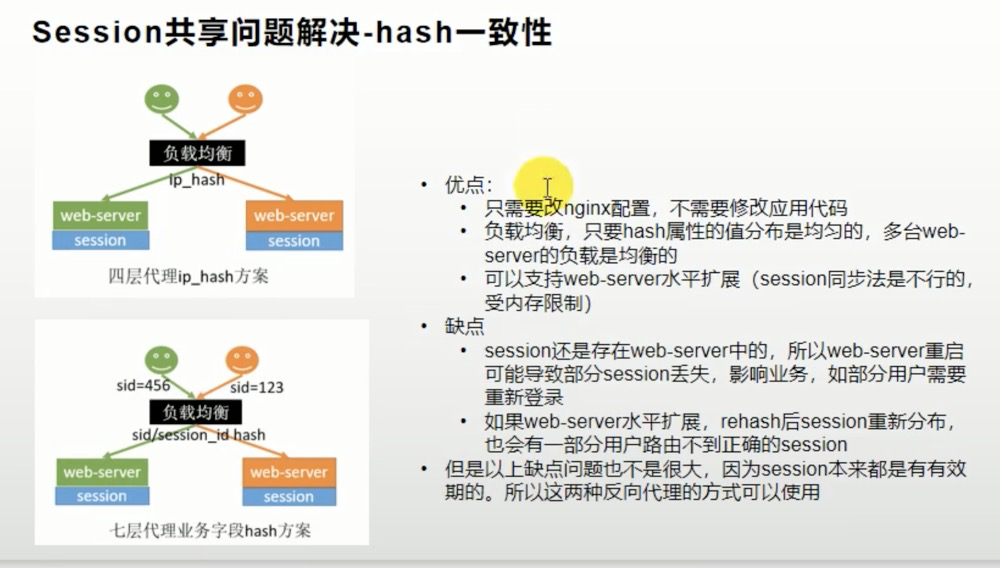 Session共享问题解决-hash一致性
负载均衡
ip_hash
web-server
session
web-server
session
四层代理ip_hash方案
sid=456
sid=123
负载均衡
sid/session_id hash
web-server
session
web-server
session
七层代理业务字段hash方案
• 优点：
• 只需要改nginx配置，不需要修改应用代码
• 负载均衡，只要hash属性的值分布是均匀的，多台web-
server的负载是均衡的
• 可以支持web-server水平扩展（session同步法是不行的，
受内存限制）
• 缺点
• session还是存在web-server中的，所以web-server重启
可能导致部分session丢失，影响业务，如部分用户需要
重新登录
• 如果web-server水平扩展，rehash后session重新分布，
也会有一部分用户路由不到正确的session
• 但是以上缺点问题也不是很大，因为session本来都是有有效
期的。所以这两种反向代理的方式可以使用